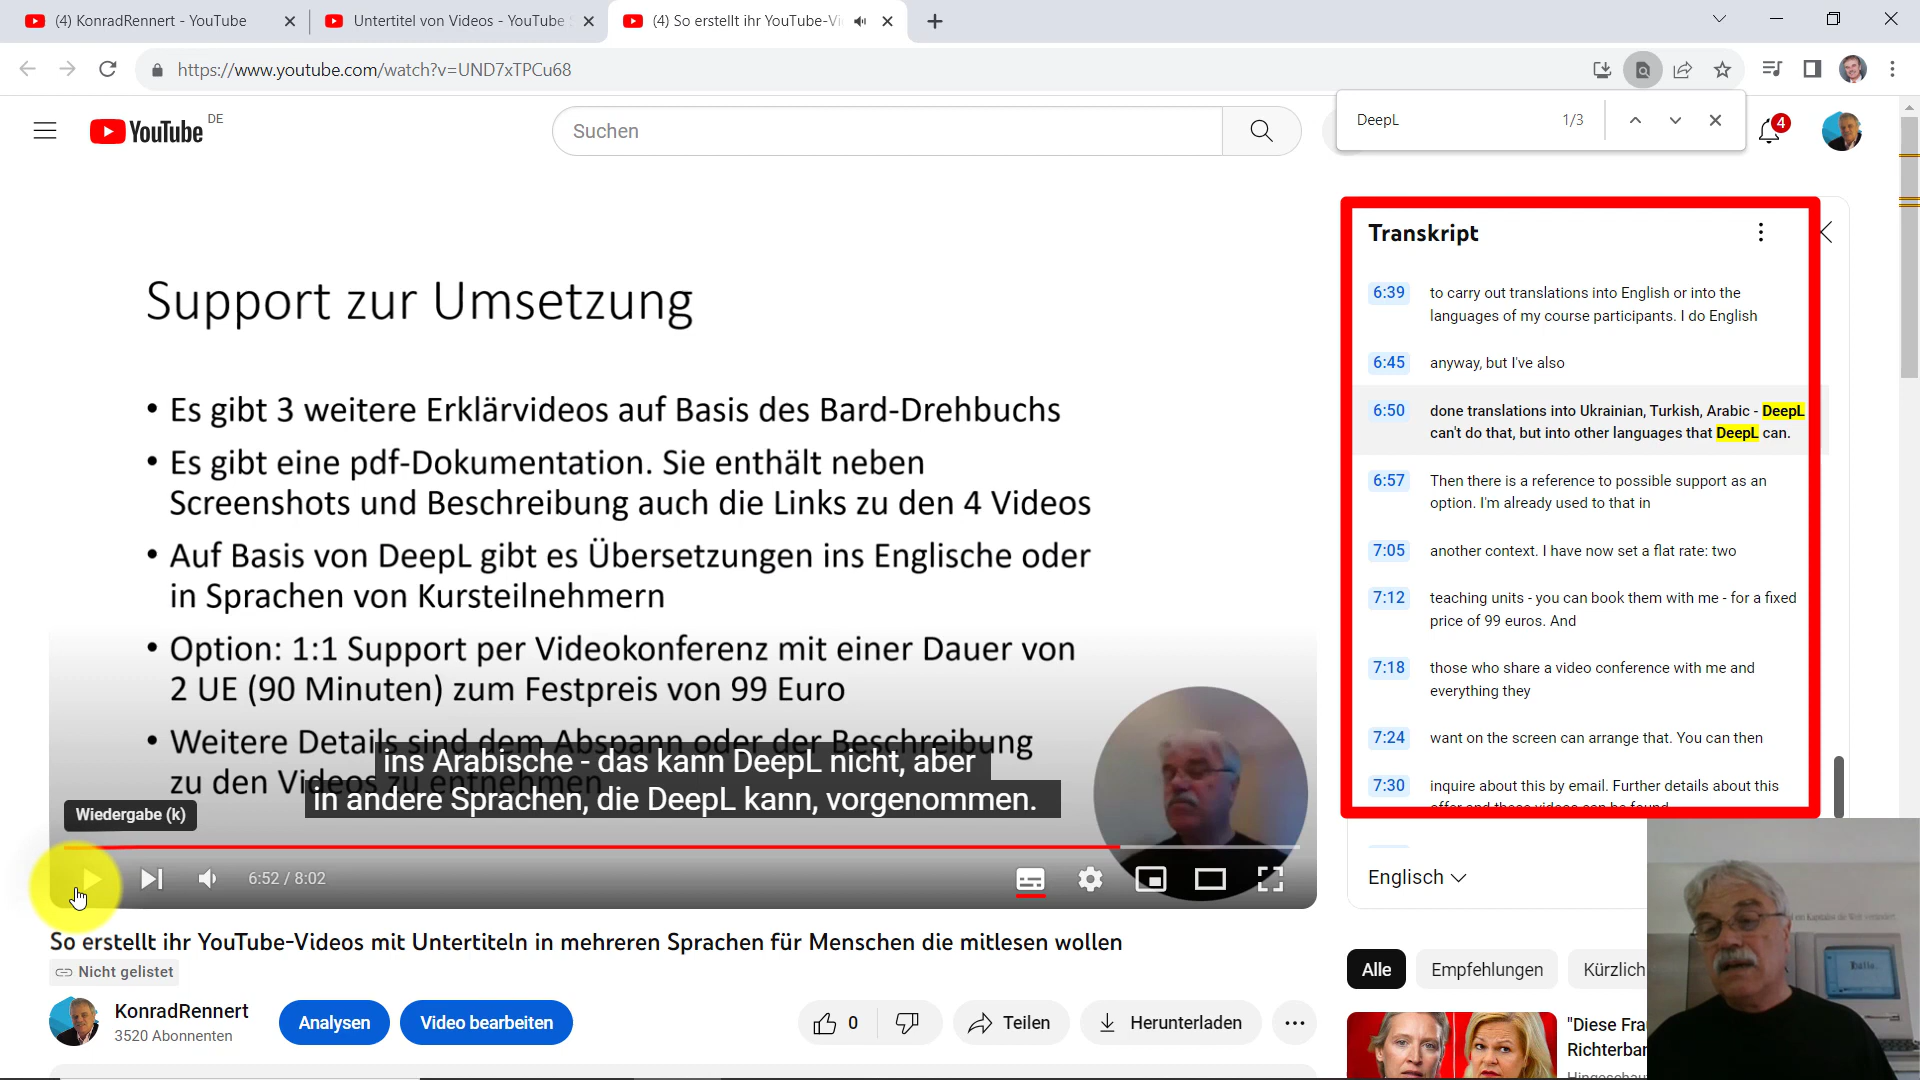 (4) KonradRennert - YouTube
Untertitel von Videos - YouTube
(4) So erstellt ihr YouTube-Vi
https://www.youtube.com/watch?v=UND7xTPCu68
YouTube DE
Suchen
DeepL 1/3
4
Support zur Umsetzung
• Es gibt 3 weitere Erklärvideos auf Basis des Bard-Drehbuchs
• Es gibt eine pdf-Dokumentation. Sie enthält neben
Screenshots und Beschreibung auch die Links zu den 4 Videos
• Auf Basis von DeepL gibt es Übersetzungen ins Englische oder
in Sprachen von Kursteilnehmern
• Option: 1:1 Support per Videokonferenz mit einer Dauer von
2 UE (90 Minuten) zum Festpreis von 99 Euro
• Weitere Details sind dem Abspann oder der Beschreibung
zu den Videos zu entnehmen
ins Arabische - das kann DeepL nicht, aber
in andere Sprachen, die DeepL kann, vorgenommen.
Wiedergabe (k)
6:52 / 8:02
Transkript
6:39 to carry out translations into English or into the
languages of my course participants. I do English
6:45 anyway, but I've also
6:50 done translations into Ukrainian, Turkish, Arabic - DeepL
can't do that, but into other languages that DeepL can.
6:57 Then there is a reference to possible support as an
option. I'm already used to that in
7:05 another context. I have now set a flat rate: two
7:12 teaching units - you can book them with me - for a fixed
price of 99 euros. And
7:18 those who share a video conference with me and
everything they
7:24 want on the screen can arrange that. You can then
7:30 inquire about this by email. Further details about this
Englisch
So erstellt ihr YouTube-Videos mit Untertiteln in mehreren Sprachen für Menschen die mitlesen wollen
Nicht gelistet
KonradRennert
3520 Abonnenten
Analysen
Video bearbeiten
0
Teilen
Herunterladen
Alle
Empfehlungen
Kürzlich
"Diese Fra
Richterbar